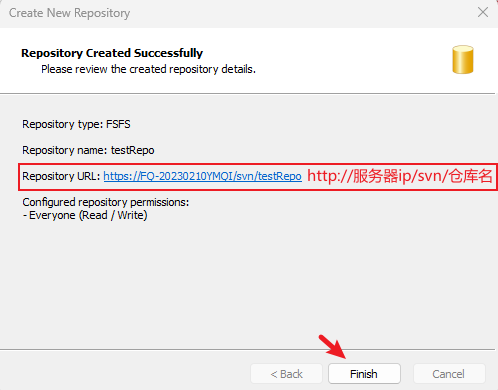 Create New Repository
Repository Created Successfully
Please review the created repository details.
Repository type: FSFS
Repository name: testRepo
Repository URL: https://FQ-20230210YMQI/svn/testRepo http://服务器ip/svn/仓库名
Configured repository permissions:
- Everyone (Read / Write)
< Back Finish Cancel